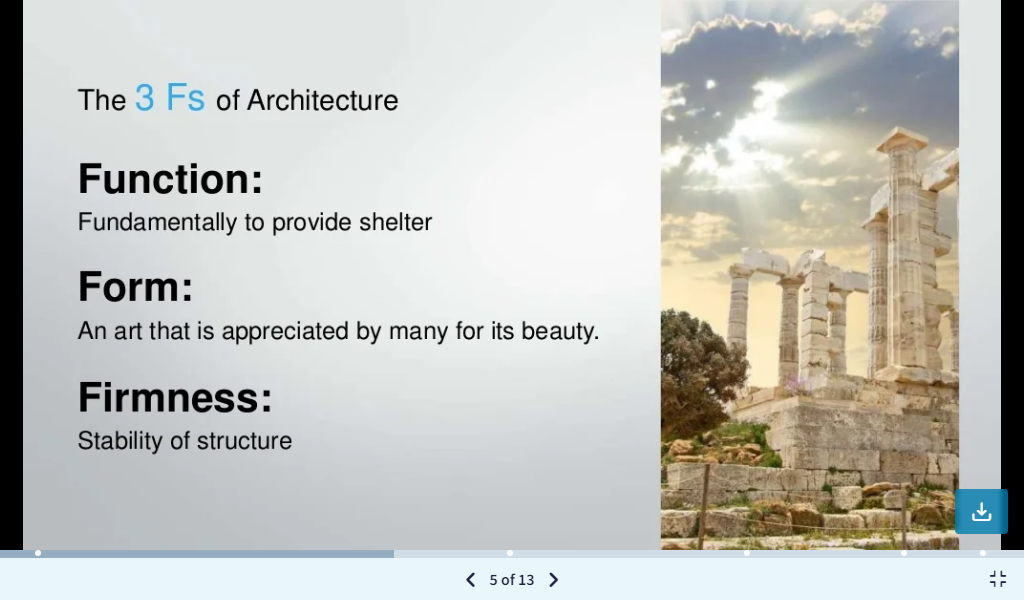 The 3 Fs of Architecture
Function:
Fundamentally to provide shelter
Form:
An art that is appreciated by many for its beauty.
Firmness:
Stability of structure
5 of 13